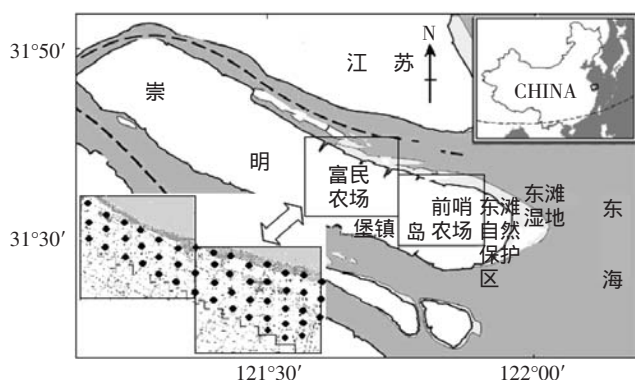 31°50′
31°30′
121°30′
122°00′
N
CHINA
江 苏
崇
明
岛
富民
农场
前哨
农场
堡镇
东滩
自然
保护
区
东滩
湿地
东
海